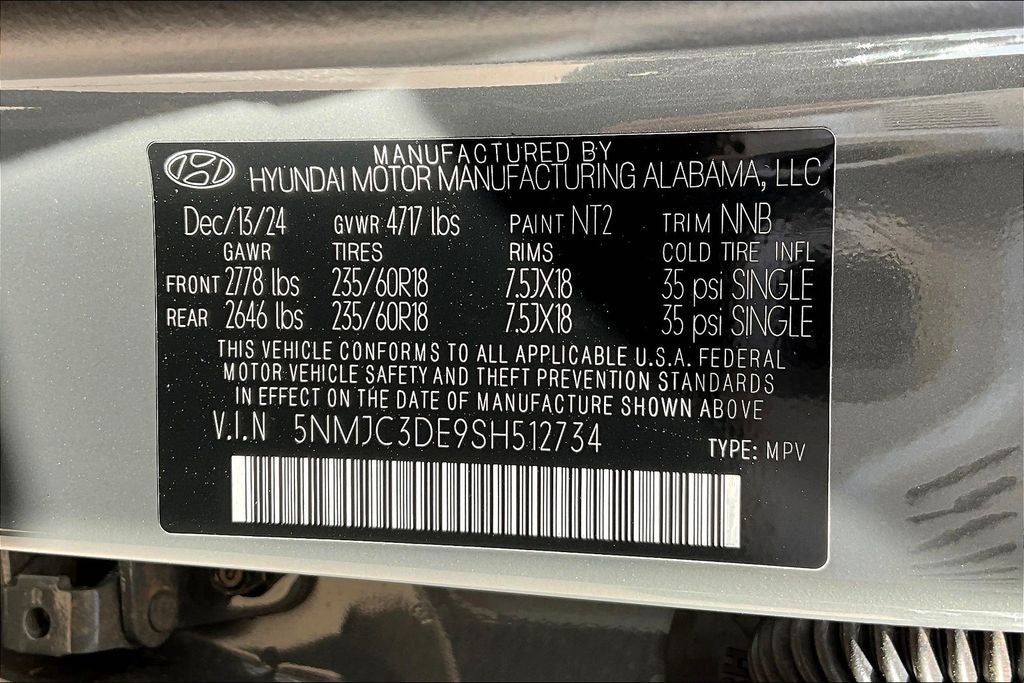 MANUFACTURED BY
HYUNDAI MOTOR MANUFACTURING ALABAMA, LLC
Dec/13/24 GVWR 4717 lbs PAINT NT2 TRIM NNB
GAWR TIRES RIMS COLD TIRE INFL
FRONT 2778 lbs 235/60R18 7.5JX18 35 psi SINGLE
REAR 2646 lbs 235/60R18 7.5JX18 35 psi SINGLE
THIS VEHICLE CONFORMS TO ALL APPLICABLE U.S.A. FEDERAL
MOTOR VEHICLE SAFETY AND THEFT PREVENTION STANDARDS
IN EFFECT ON THE DATE OF MANUFACTURE SHOWN ABOVE
V.I.N 5NMJC3DE9SH512734 TYPE: MPV